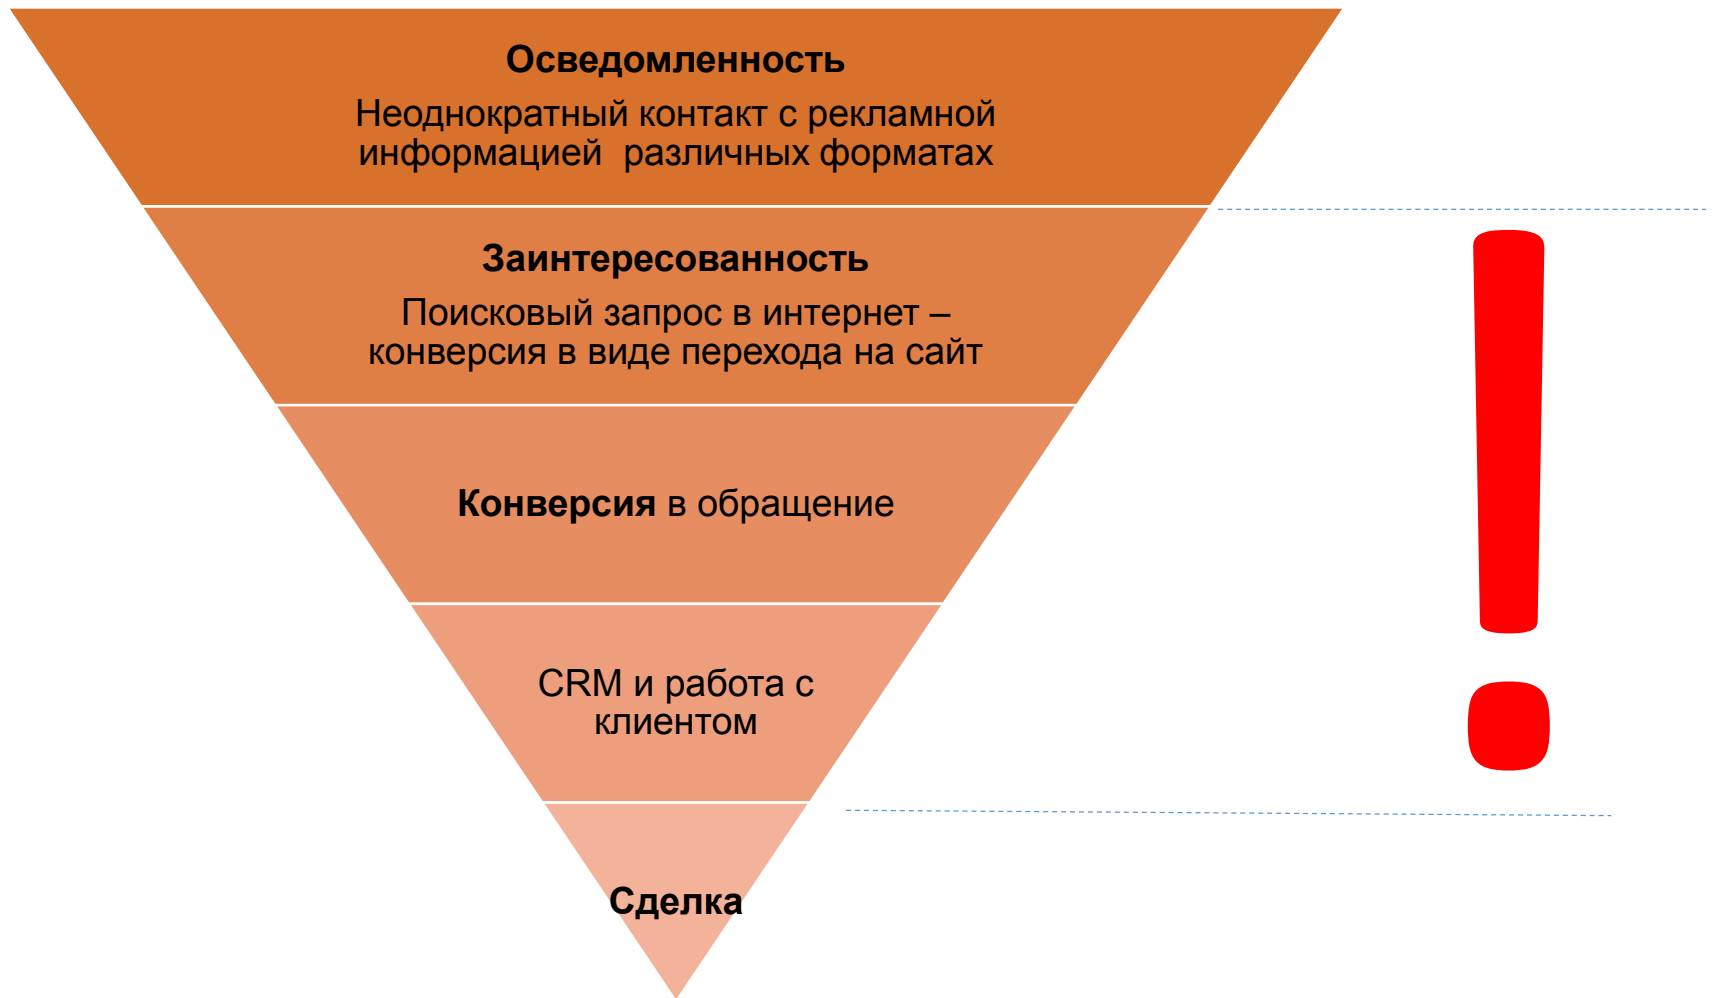 Осведомленность
Неоднократный контакт с рекламной
информацией  различных форматах
Заинтересованность
Поисковый запрос в интернет –
конверсия в виде перехода на сайт
Конверсия в обращение
CRM и работа с
клиентом
Сделка
!